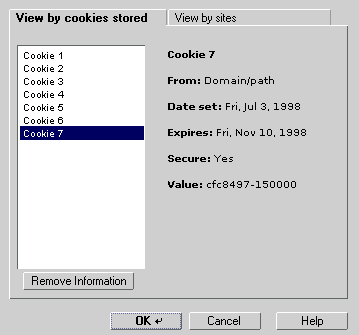 View by cookies stored
View by sites
Cookie 1
Cookie 2
Cookie 3
Cookie 4
Cookie 5
Cookie 6
Cookie 7
Remove Information
Cookie 7
From: Domain/path
Date set: Fri, Jul 3, 1998
Expires: Fri, Nov 10, 1998
Secure: Yes
Value: cfc8497-150000
OK ↵
Cancel
Help